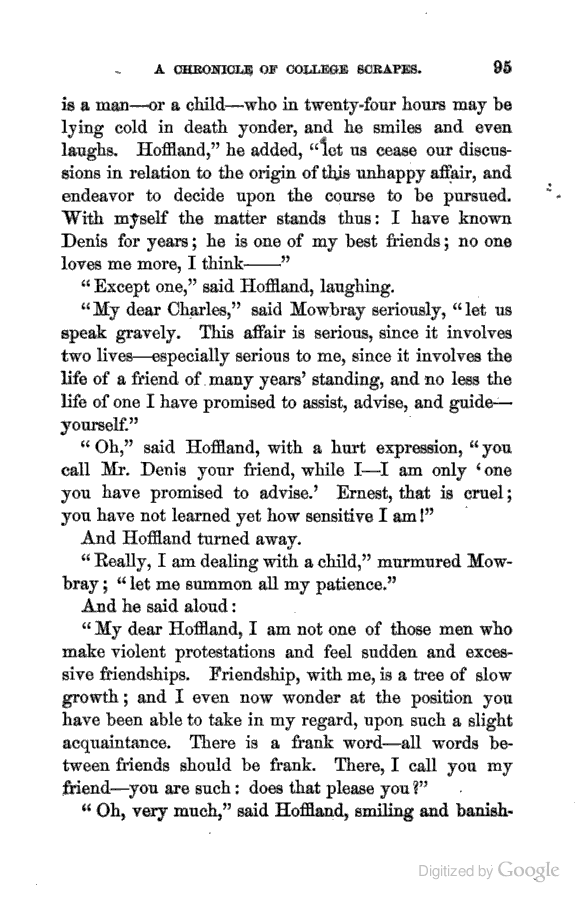 A CHRONICLE OF COLLEGE SCRAPES. 95
is a man—or a child—who in twenty-four hours may be
lying cold in death yonder, and he smiles and even
laughs. Hoffland,” he added, “let us cease our discus-
sions in relation to the origin of this unhappy affair, and
endeavor to decide upon the course to be pursued.
With myself the matter stands thus: I have known
Denis for years; he is one of my best friends; no one
loves me more, I think——”
“Except one,” said Hoffland, laughing.
“My dear Charles,” said Mowbray seriously, “let us
speak gravely. This affair is serious, since it involves
two lives—especially serious to me, since it involves the
life of a friend of many years’ standing, and no less the
life of one I have promised to assist, advise, and guide—
yourself.”
“Oh,” said Hoffland, with a hurt expression, “you
call Mr. Denis your friend, while I—I am only ‘one
you have promised to advise.’ Ernest, that is cruel;
you have not learned yet how sensitive I am!”
And Hoffland turned away.
“Really, I am dealing with a child,” murmured Mow-
bray; “let me summon all my patience.”
And he said aloud:
“My dear Hoffland, I am not one of those men who
make violent protestations and feel sudden and exces-
sive friendships. Friendship, with me, is a tree of slow
growth; and I even now wonder at the position you
have been able to take in my regard, upon such a slight
acquaintance. There is a frank word—all words be-
tween friends should be frank. There, I call you my
friend—you are such: does that please you?”
“Oh, very much,” said Hoffland, smiling and banish-
Digitized by Google